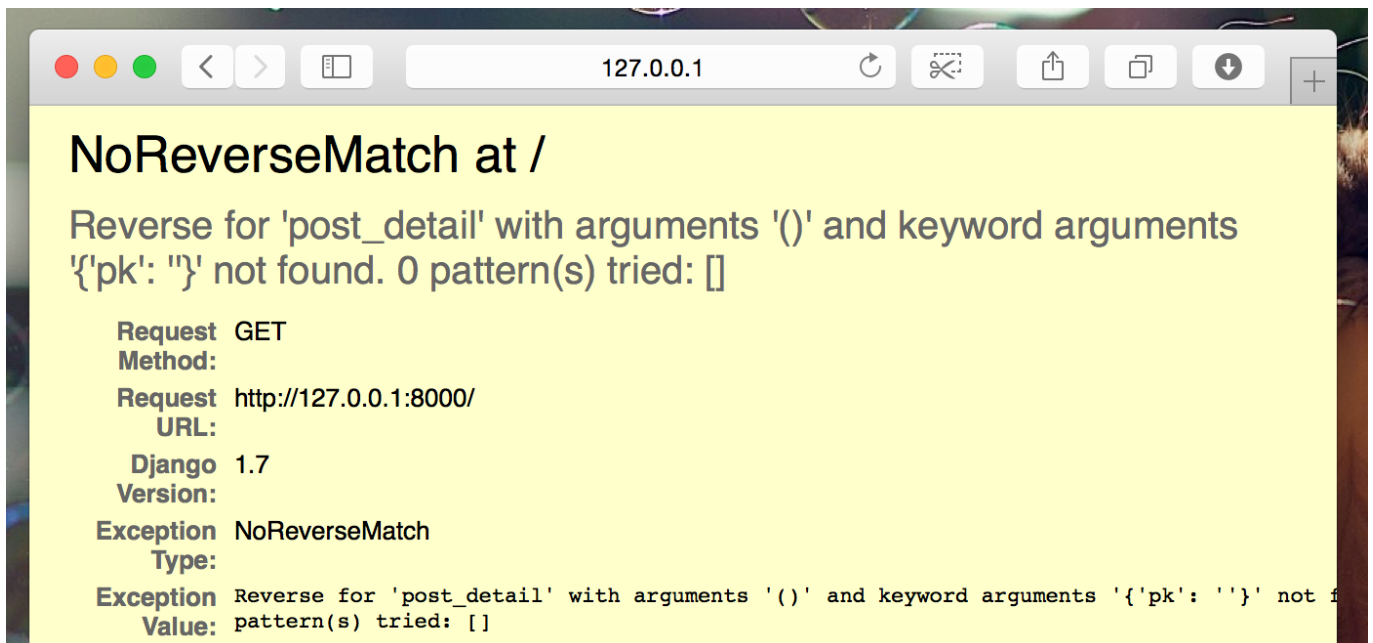 127.0.0.1
NoReverseMatch at /
Reverse for 'post_detail' with arguments '()' and keyword arguments
'{'pk': ''}' not found. 0 pattern(s) tried: []
Request GET
Method:
Request http://127.0.0.1:8000/
URL:
Django 1.7
Version:
Exception NoReverseMatch
Type:
Exception Reverse for 'post_detail' with arguments '()' and keyword arguments '{'pk': ''}' not
Value: pattern(s) tried: []